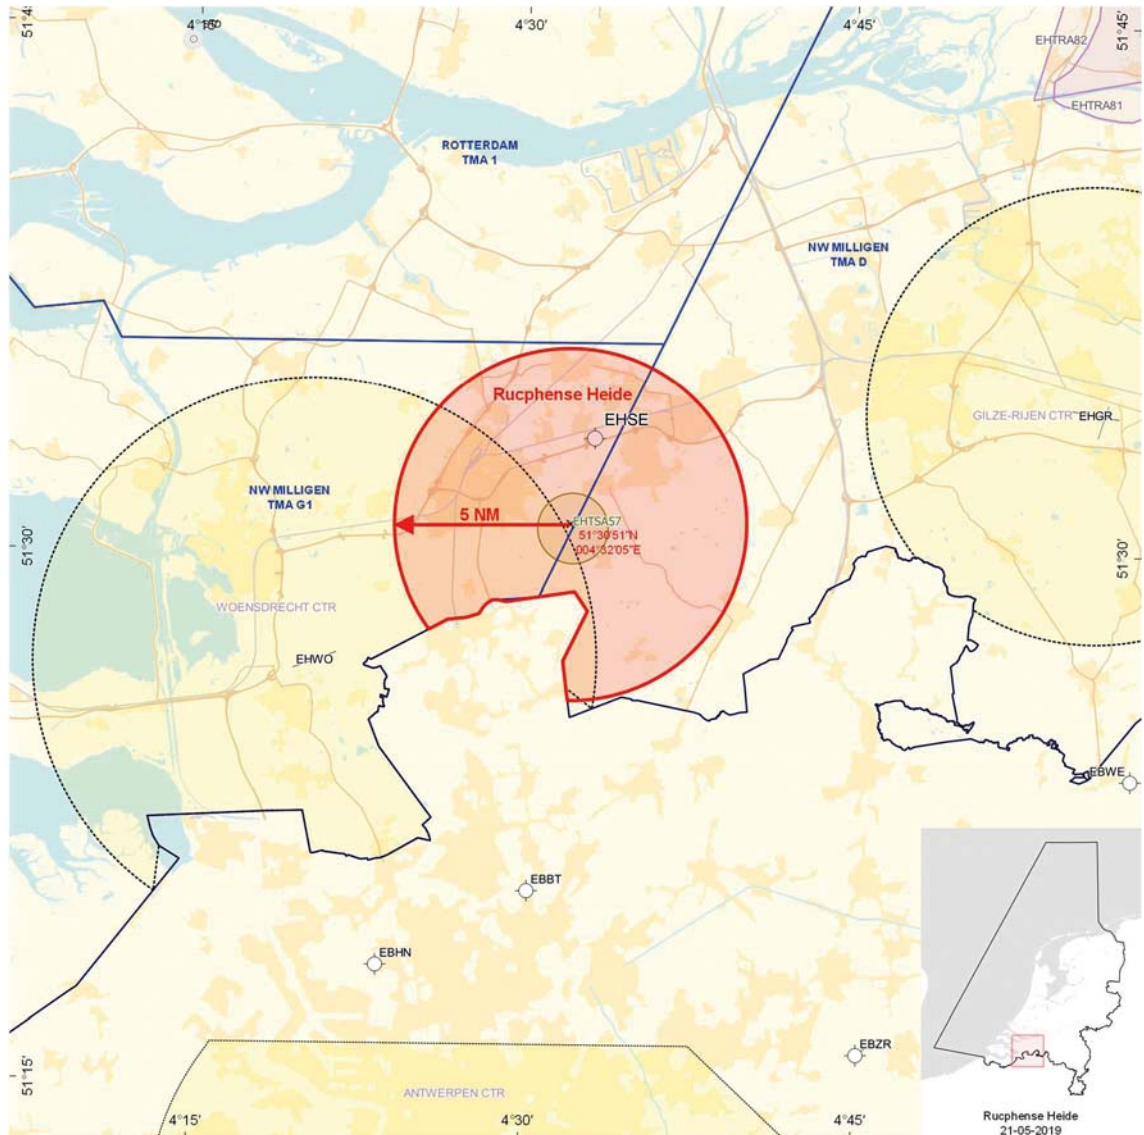 4°15'
4°30'
4°45'
51°45'
EHTRA82
EHTRA81
ROTTERDAM
TMA 1
NW MILLIGEN
TMA D
Rucphense Heide
EHSE
GILZE-RIJEN CTR
EHGR
NW MILLIGEN
TMA G1
5 NM
EHTSA57
51°30'51"N
004°32'05"E
51°30'
51°30'
WOENSDRECHT CTR
EHWO
EBWE
EBBT
EBHN
EBZR
51°15'
ANTWERPEN CTR
4°15'
4°30'
4°45'
Rucphense Heide
21-05-2019